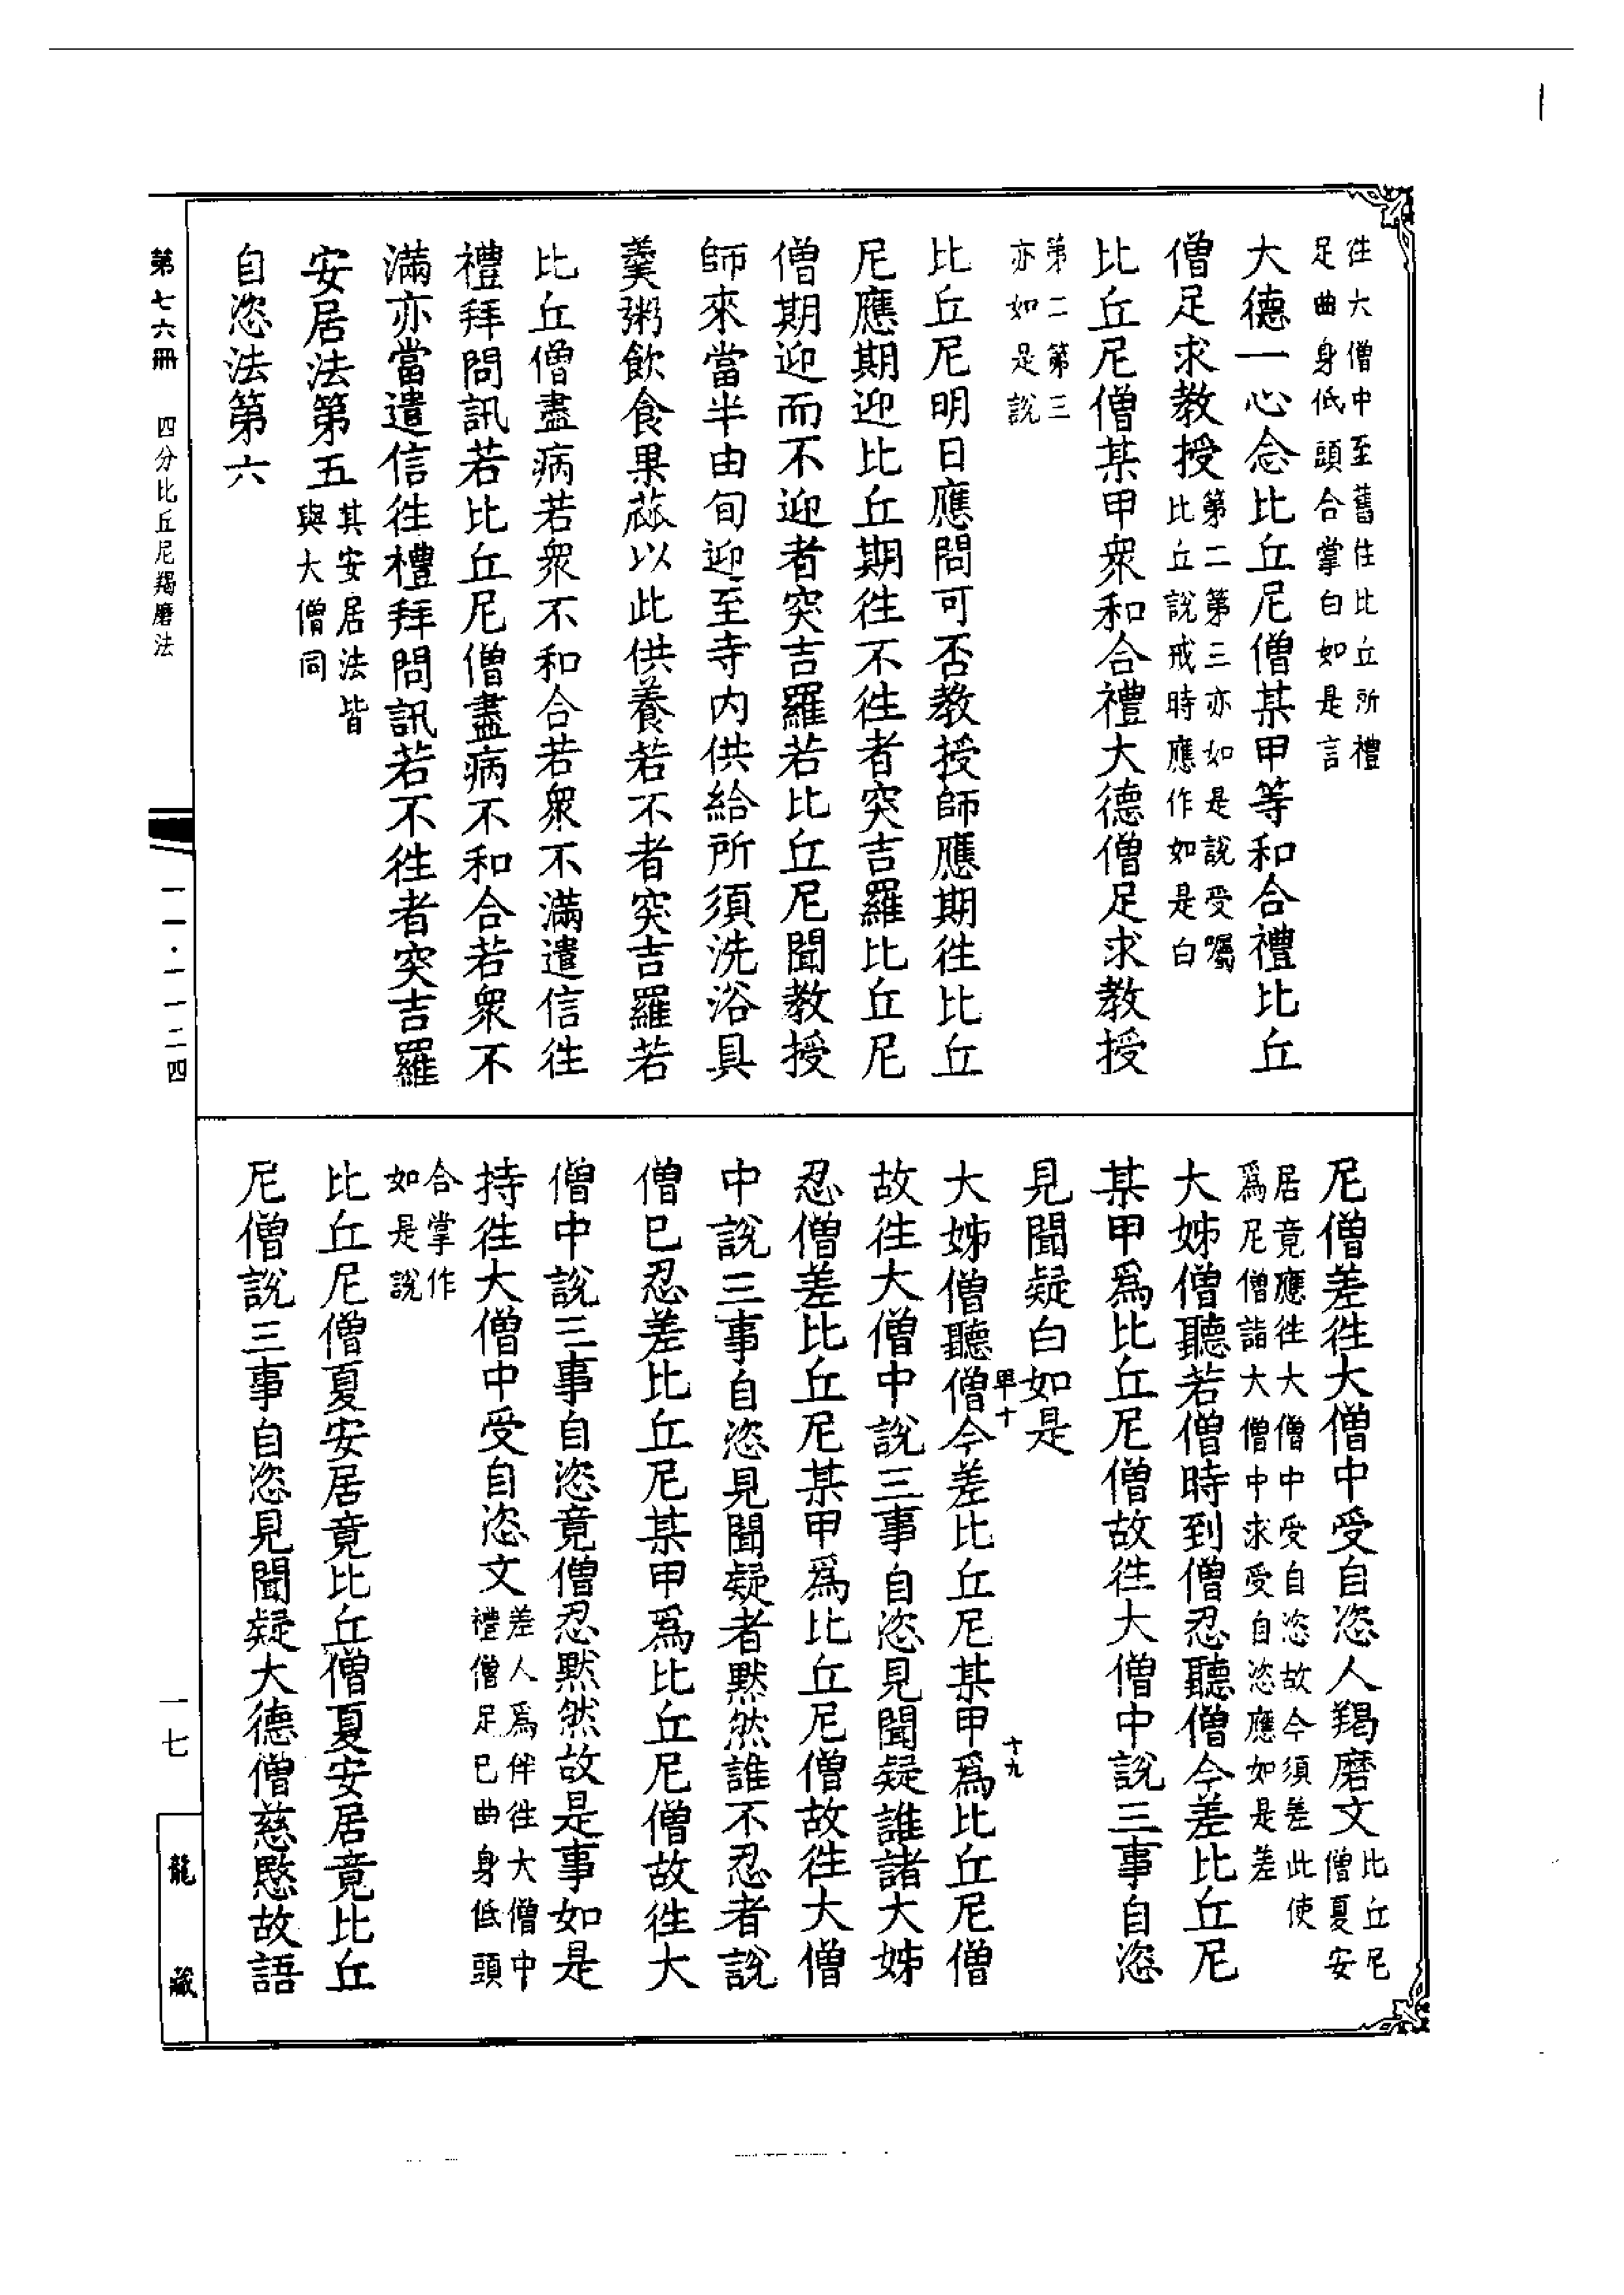 往大僧中至舊住比丘所禮
足曲身低頭合掌白如是言
大德一心念比丘尼僧某甲等和合禮比丘
僧足求教授第二第三亦如是說受囑
比丘說戒時應作如是白
比丘尼僧某甲衆和合禮大德僧足求教授
第二第三
亦如是說
比丘尼明日應問可否教授師應期往比丘
尼應期迎比丘期往不往者突吉羅比丘尼
僧期迎而不迎者突吉羅若比丘尼聞教授
師來當半由旬迎至寺内供給所須洗浴具
羹粥飲食果蓏以此供養若不者突吉羅若
比丘僧盡病若衆不和合若衆不滿遣信往
禮拜問訊若比丘尼僧盡病不和合若衆不
滿亦當遣信往禮拜問訊若不往者突吉羅
安居法第五其安居法皆
與大僧同
自恣法第六
尼僧差往大僧中受自恣人羯磨文比丘尼
僧夏安
居竟應往大僧中受自恣故今須差此使
爲尼僧詣大僧中求受自恣應如是差
大姊僧聽若僧時到僧忍聽僧今差比丘尼
某甲爲比丘尼僧故往大僧中說三事自恣
見聞疑白如是
單十
十九
大姊僧聽僧今差比丘尼某甲爲比丘尼僧
故往大僧中說三事自恣見聞疑誰諸大姊
忍僧差比丘尼某甲爲比丘尼僧故往大僧
中說三事自恣見聞疑者默然誰不忍者說
僧已忍差比丘尼某甲爲比丘尼僧故往大
僧中說三事自恣竟僧忍默然故是事如是
持往大僧中受自恣文差人爲伴往大僧中
禮僧足已曲身低頭
合掌作
如是說
比丘尼僧夏安居竟比丘僧夏安居竟比丘
尼僧說三事自恣見聞疑大德僧慈愍故語
第七六冊
四分比丘尼羯磨法
一一·一一二四
一七
龍藏